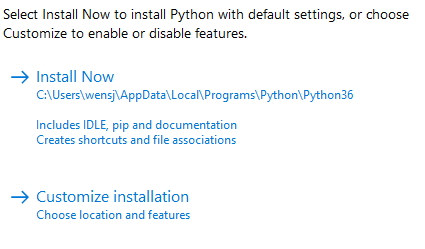 Select Install Now to install Python with default settings, or choose
Customize to enable or disable features.
Install Now
C:\Users\wensj\AppData\Local\Programs\Python\Python36
Includes IDLE, pip and documentation
Creates shortcuts and file associations
Customize installation
Choose location and features